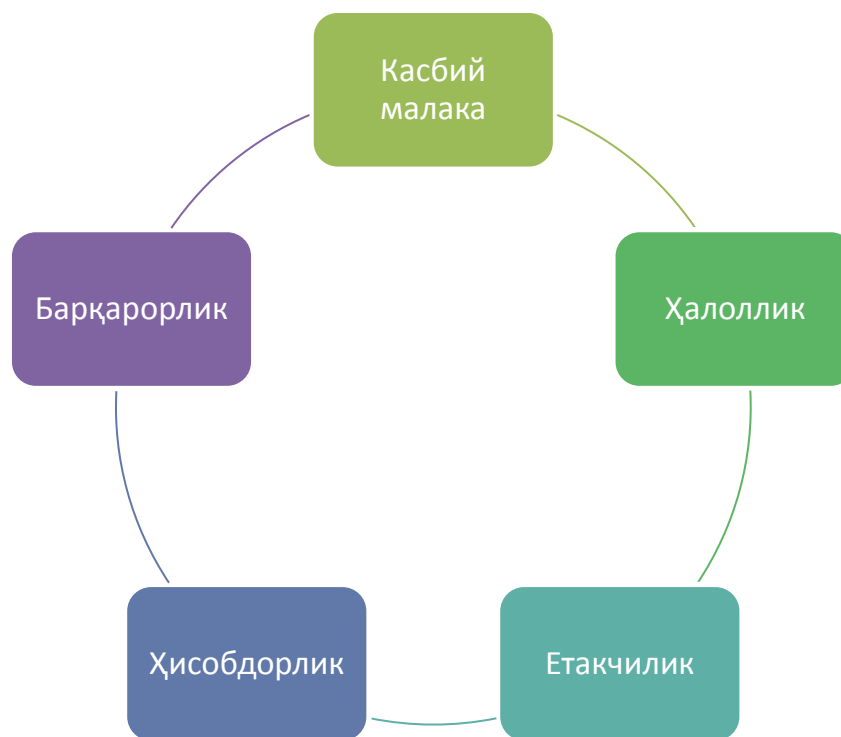 Касбий
малака
Ҳалоллик
Етакчилик
Ҳисобдорлик
Барқарорлик